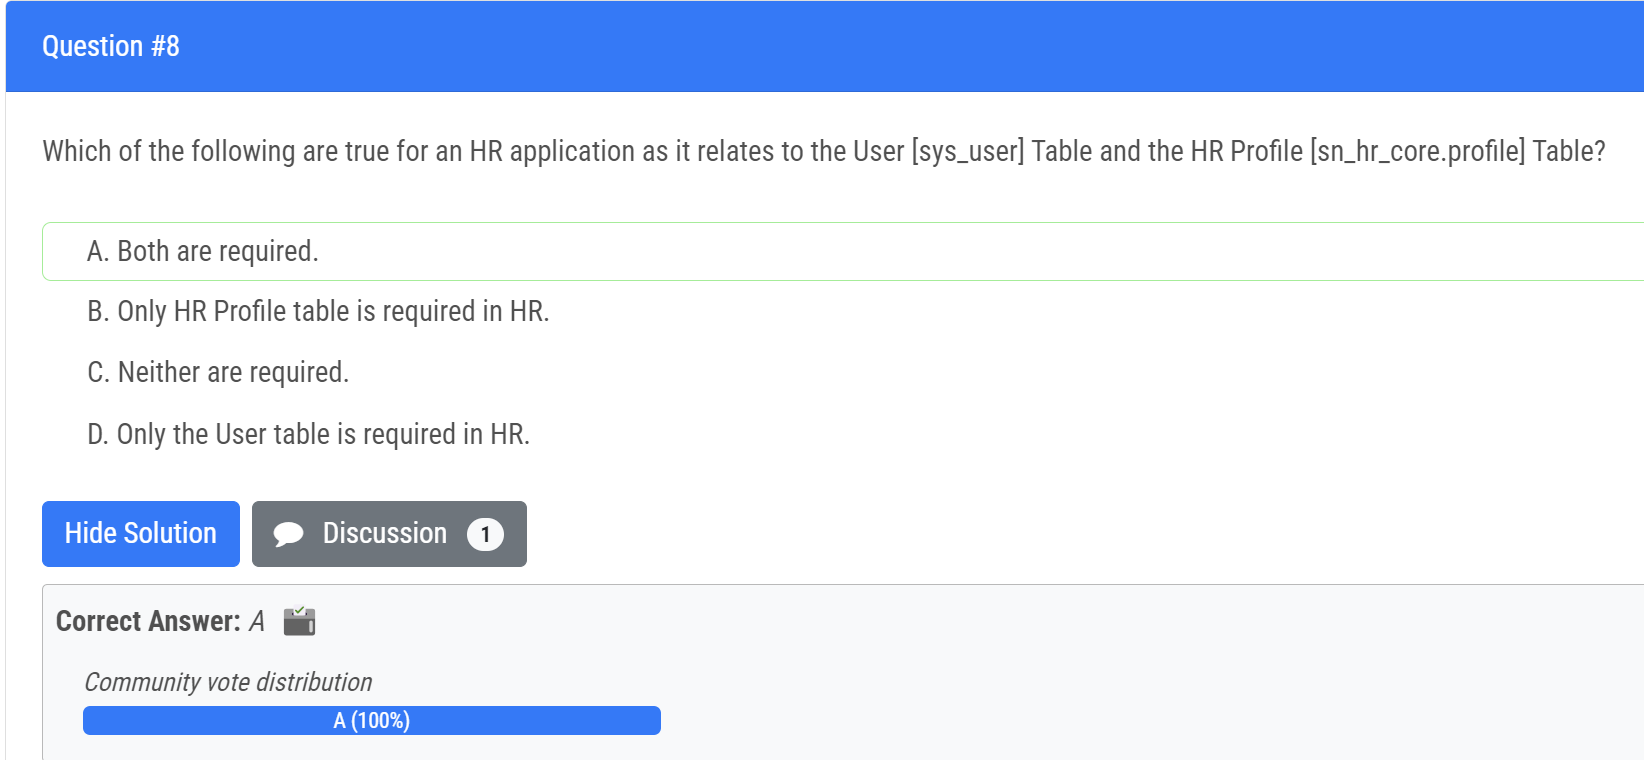 Question #8
Which of the following are true for an HR application as it relates to the User [sys_user] Table and the HR Profile [sn_hr_core.profile] Table?
A. Both are required.
B. Only HR Profile table is required in HR.
C. Neither are required.
D. Only the User table is required in HR.
Hide Solution Discussion 1
Correct Answer: A
Community vote distribution
A (100%)